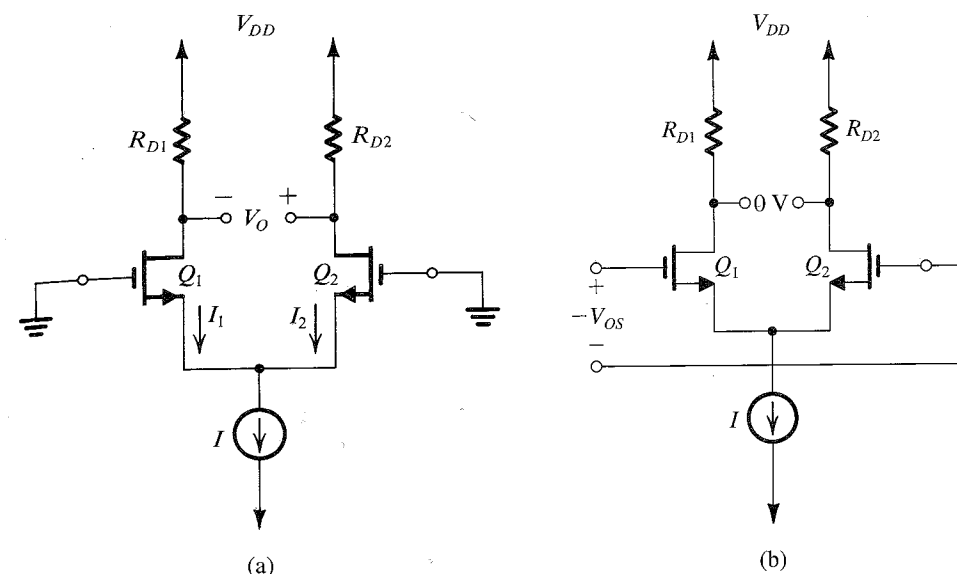 V_DD
R_D1
R_D2
− V_O +
Q_1
Q_2
I_1
I_2
I
(a)
V_DD
R_D1
R_D2
0 V
Q_1
Q_2
+
−V_OS
−
I
(b)